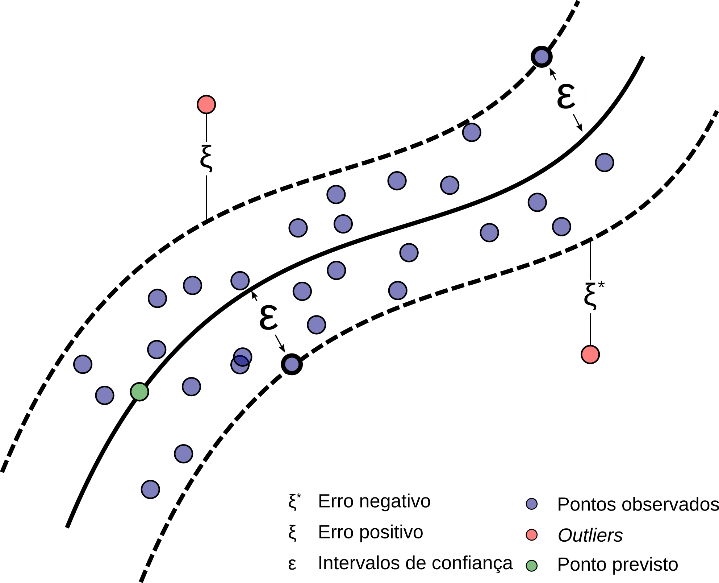 ε
ξ
ε
ξ*
ξ* Erro negativo
ξ Erro positivo
ε Intervalos de confiança
Pontos observados
Outliers
Ponto previsto